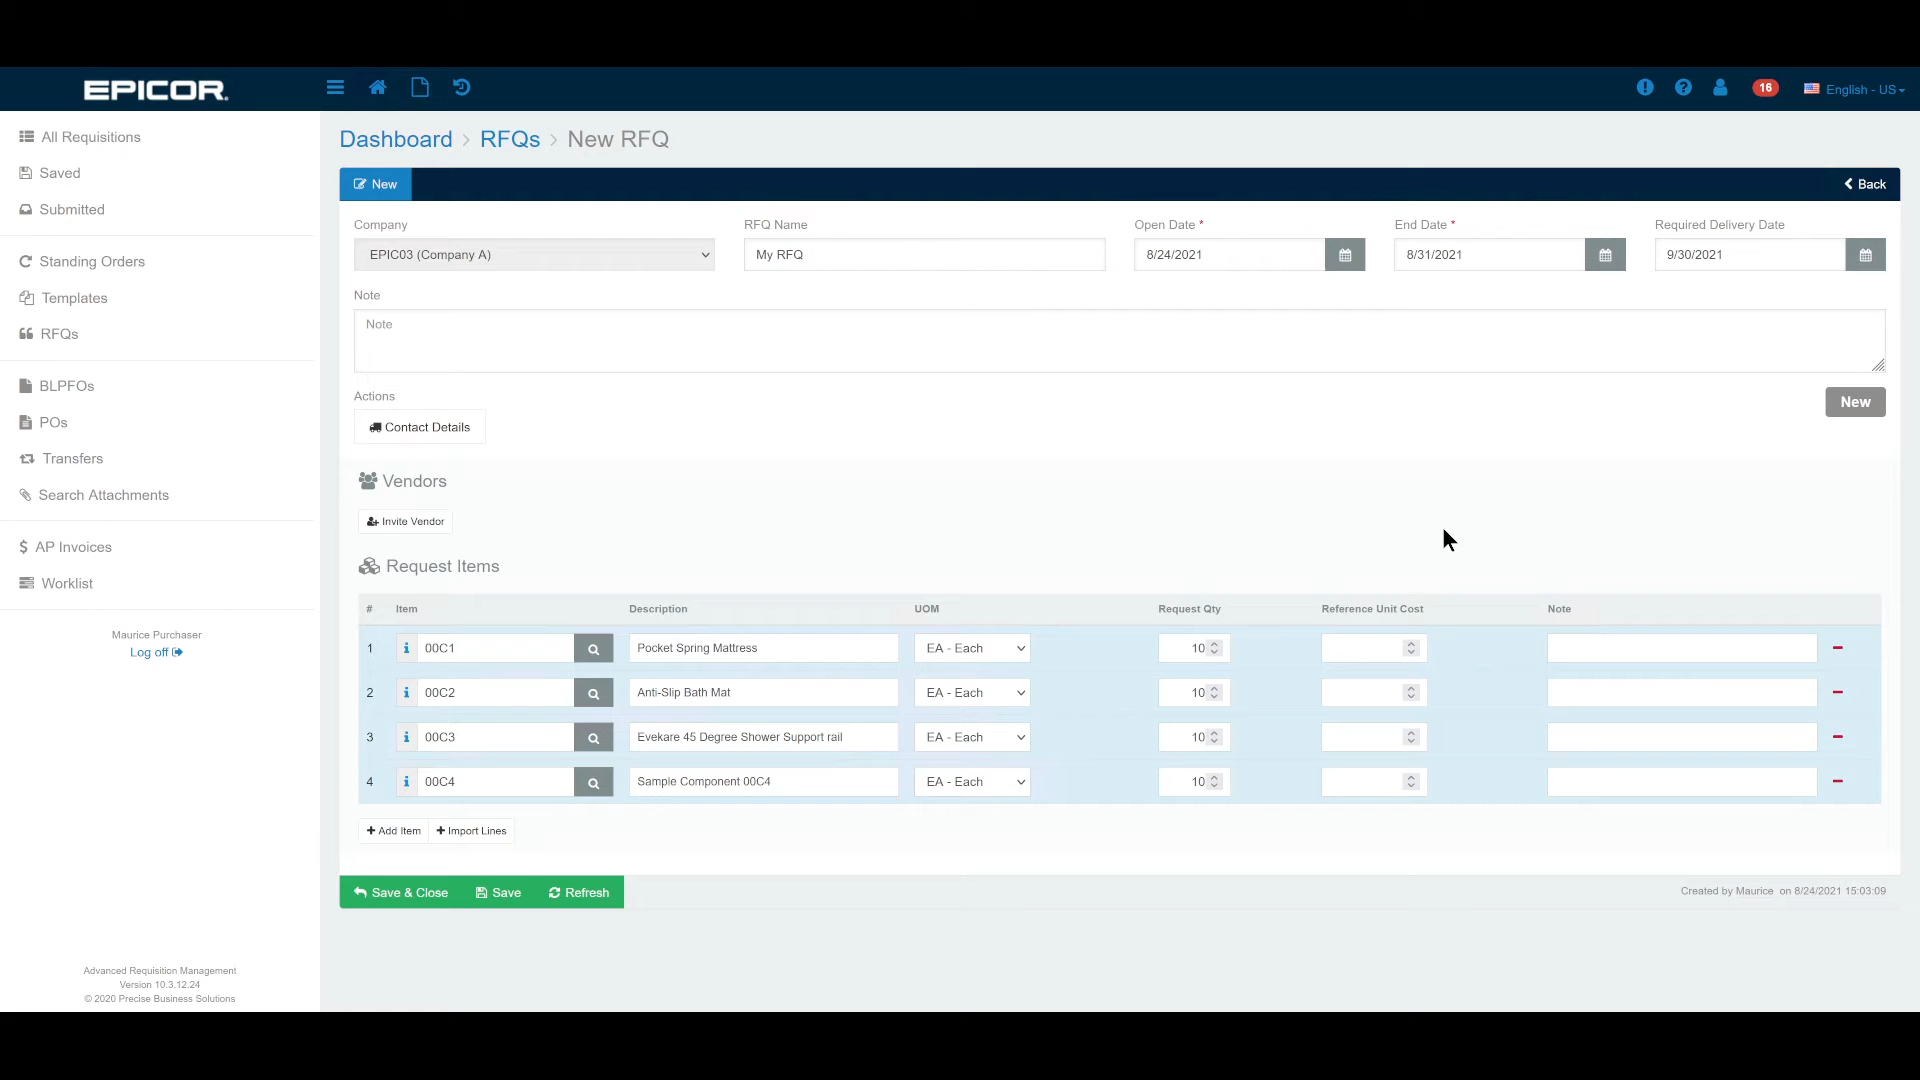 EPICOR.
16
English - US
All Requisitions
Saved
Submitted
Standing Orders
Templates
RFQs
BLPFOs
POs
Transfers
Search Attachments
AP Invoices
Worklist
Maurice Purchaser
Log off
Advanced Requisition Management
Version 10.3.12.24
© 2020 Precise Business Solutions
Dashboard > RFQs > New RFQ
New
Back
Company
RFQ Name
Open Date *
End Date *
Required Delivery Date
EPIC03 (Company A)
My RFQ
8/24/2021
8/31/2021
9/30/2021
Note
Note
Actions
New
Contact Details
Vendors
Invite Vendor
Request Items
# Item Description UOM Request Qty Reference Unit Cost Note
1 i 00C1 Pocket Spring Mattress EA - Each 10
2 i 00C2 Anti-Slip Bath Mat EA - Each 10
3 i 00C3 Evekare 45 Degree Shower Support rail EA - Each 10
4 i 00C4 Sample Component 00C4 EA - Each 10
+ Add Item + Import Lines
Save & Close Save Refresh
Created by Maurice on 8/24/2021 15:03:09